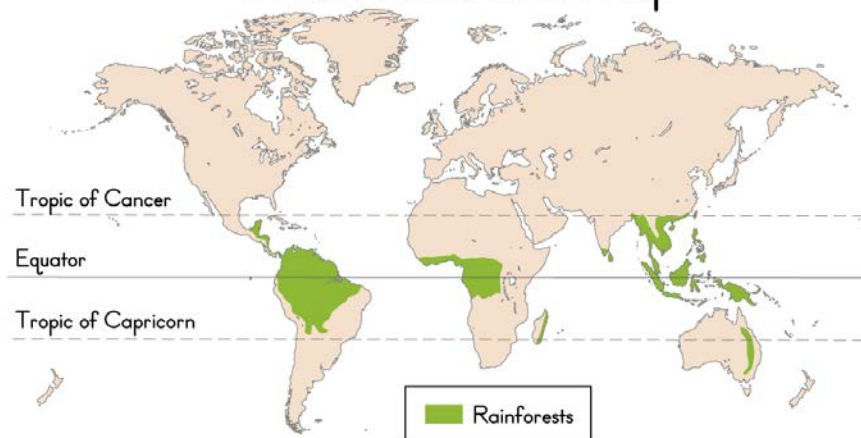 Tropic of Cancer
Equator
Tropic of Capricorn
Rainforests